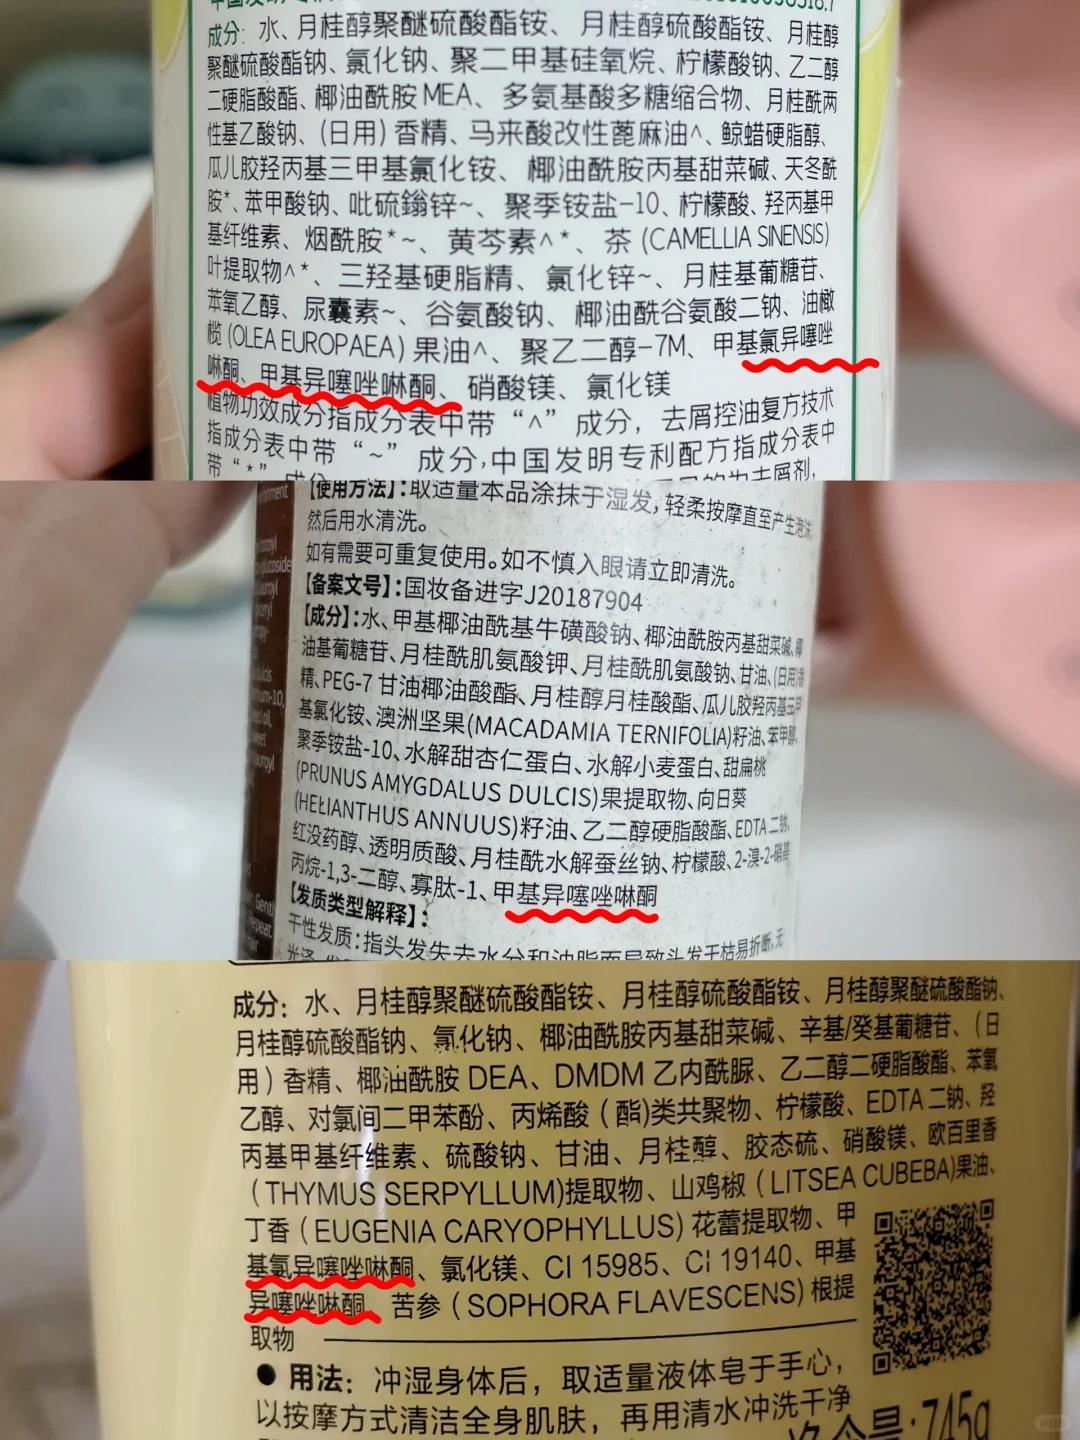 成分：水、月桂醇聚醚硫酸酯铵、月桂醇硫酸酯铵、月桂醇
聚醚硫酸酯钠、氯化钠、聚二甲基硅氧烷、柠檬酸钠、乙二醇
二硬脂酸酯、椰油酰胺MEA、多氨基酸多糖缩合物、月桂酰两
性基乙酸钠、(日用)香精、马来酸改性蓖麻油^、鲸蜡硬脂醇、
瓜儿胶羟丙基三甲基氯化铵、椰油酰胺丙基甜菜碱、天冬酰
胺*、苯甲酸钠、吡硫鎓锌~、聚季铵盐-10、柠檬酸、羟丙基甲
基纤维素、烟酰胺*~、黄芩素^*、茶(CAMELLIA SINENSIS)
叶提取物^*、三羟基硬脂精、氯化锌~、月桂基葡糖苷、
苯氧乙醇、尿囊素~、谷氨酸钠、椰油酰谷氨酸二钠、油橄
榄(OLEA EUROPAEA)果油^、聚乙二醇-7M、甲基氯异噻唑
啉酮、甲基异噻唑啉酮、硝酸镁、氯化镁
植物功效成分指成分表中带“^”成分，去屑控油复方技术
指成分表中带“~”成分，中国发明专利配方指成分表中
带“*”成分
【使用方法】：取适量本品涂抹于湿发，轻柔按摩直至产生泡沫，
然后用水清洗。
如有需要可重复使用。如不慎入眼请立即清洗。
【备案文号】：国妆备进字J20187904
【成分】：水、甲基椰油酰基牛磺酸钠、椰油酰胺丙基甜菜碱、椰
油基葡糖苷、月桂酰肌氨酸钾、月桂酰肌氨酸钠、甘油、(日用)香
精、PEG-7 甘油椰油酸酯、月桂醇月桂酸酯、瓜儿胶羟丙基三甲
基氯化铵、澳洲坚果(MACADAMIA TERNIFOLIA)籽油、苯甲醇、
聚季铵盐-10、水解甜杏仁蛋白、水解小麦蛋白、甜扁桃
(PRUNUS AMYGDALUS DULCIS)果提取物、向日葵
(HELIANTHUS ANNUUS)籽油、乙二醇硬脂酸酯、EDTA 二钠、
红没药醇、透明质酸、月桂酰水解蚕丝钠、柠檬酸、2-溴-2-硝基
丙烷-1,3-二醇、寡肽-1、甲基异噻唑啉酮
【发质类型解释】：
干性发质：指头发失去水分和油脂而导致头发干枯易折断，无
成分：水、月桂醇聚醚硫酸酯铵、月桂醇硫酸酯铵、月桂醇聚醚硫酸酯钠、
月桂醇硫酸酯钠、氯化钠、椰油酰胺丙基甜菜碱、辛基/癸基葡糖苷、（日
用）香精、椰油酰胺 DEA、DMDM 乙内酰脲、乙二醇二硬脂酸酯、苯氧
乙醇、对氯间二甲苯酚、丙烯酸（酯)类共聚物、柠檬酸、EDTA 二钠、羟
丙基甲基纤维素、硫酸钠、甘油、月桂醇、胶态硫、硝酸镁、欧百里香
（THYMUS SERPYLLUM)提取物、山鸡椒（LITSEA CUBEBA)果油、
丁香（EUGENIA CARYOPHYLLUS) 花蕾提取物、甲
基氯异噻唑啉酮、氯化镁、CI 15985、CI 19140、甲基
异噻唑啉酮、苦参（SOPHORA FLAVESCENS) 根提
取物
● 用法：冲湿身体后，取适量液体皂于手心，
以按摩方式清洁全身肌肤，再用清水冲洗干净
净含量：745g